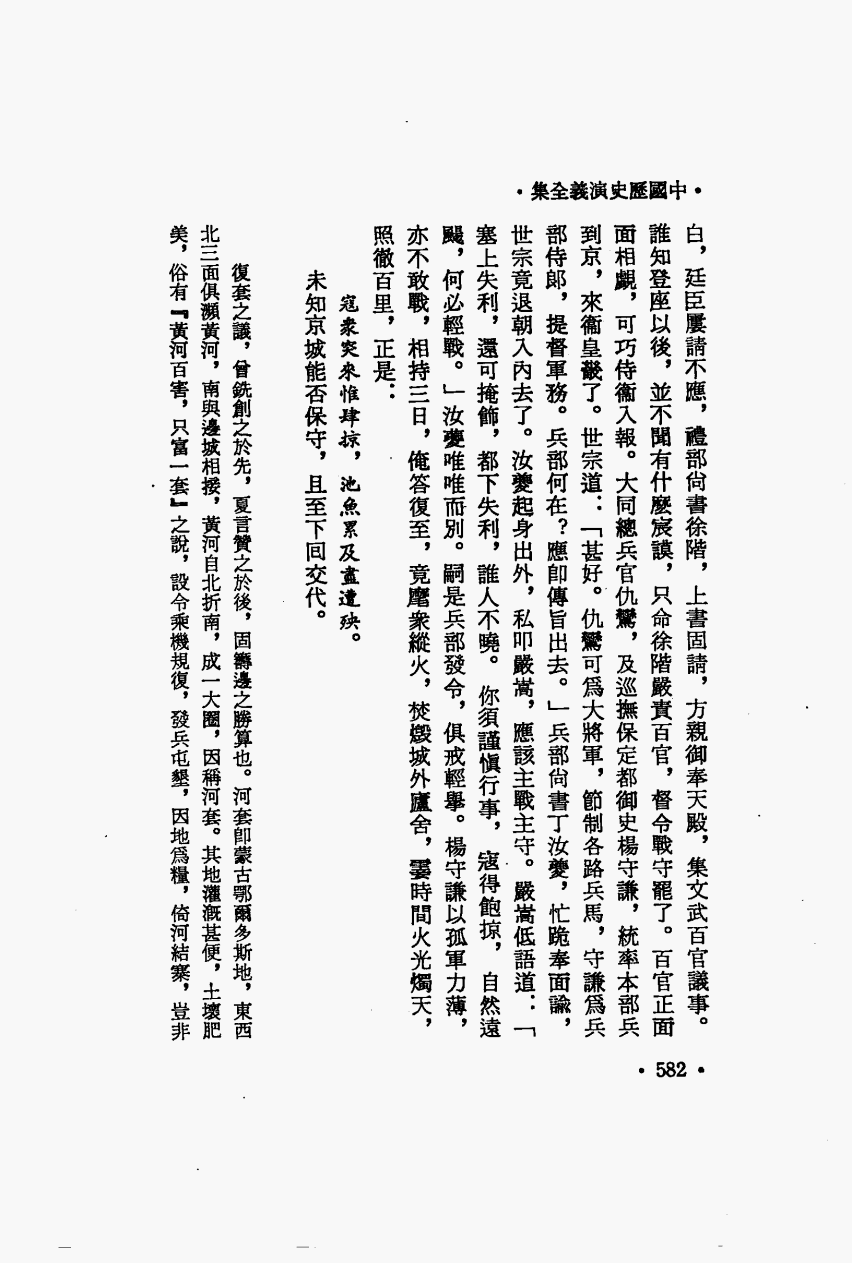 •中國歷史演義全集•
白，廷臣屢請不應，禮部尚書徐階，上書固請，方親御奉天殿，集文武百官議事。
誰知登座以後，並不聞有什麼宸謨，只命徐階嚴責百官，督令戰守罷了。百官正面
面相覷，可巧侍衞入報。大同總兵官仇鸞，及巡撫保定都御史楊守謙，統率本部兵
到京，來衞皇畿了。世宗道：「甚好。仇鸞可爲大將軍，節制各路兵馬，守謙爲兵
部侍郞，提督軍務。兵部何在？應卽傳旨出去。」兵部尚書丁汝夔，忙跪奉面諭，
世宗竟退朝入內去了。汝夔起身出外，私叩嚴嵩，應該主戰主守。嚴嵩低語道：「
塞上失利，還可掩飾，都下失利，誰人不曉。你須謹愼行事，寇得飽掠，自然遠
颺，何必輕戰。」汝夔唯唯而別。嗣是兵部發令，俱戒輕舉。楊守謙以孤軍力薄，
亦不敢戰，相持三日，俺答復至，竟麾衆縱火，焚燬城外廬舍，霎時間火光燭天，
照徹百里，正是：
寇衆突來惟肆掠，池魚累及盡遭殃。
未知京城能否保守，且至下回交代。
復套之議，曾銑創之於先，夏言贊之於後，固籌邊之勝算也。河套卽蒙古鄂爾多斯地，東西
北三面俱瀕黃河，南與邊城相接，黃河自北折南，成一大圈，因稱河套。其地灌溉甚便，土壤肥
美，俗有『黃河百害，只富一套』之說，設令乘機規復，發兵屯墾，因地爲糧，倚河結寨，豈非
•582•